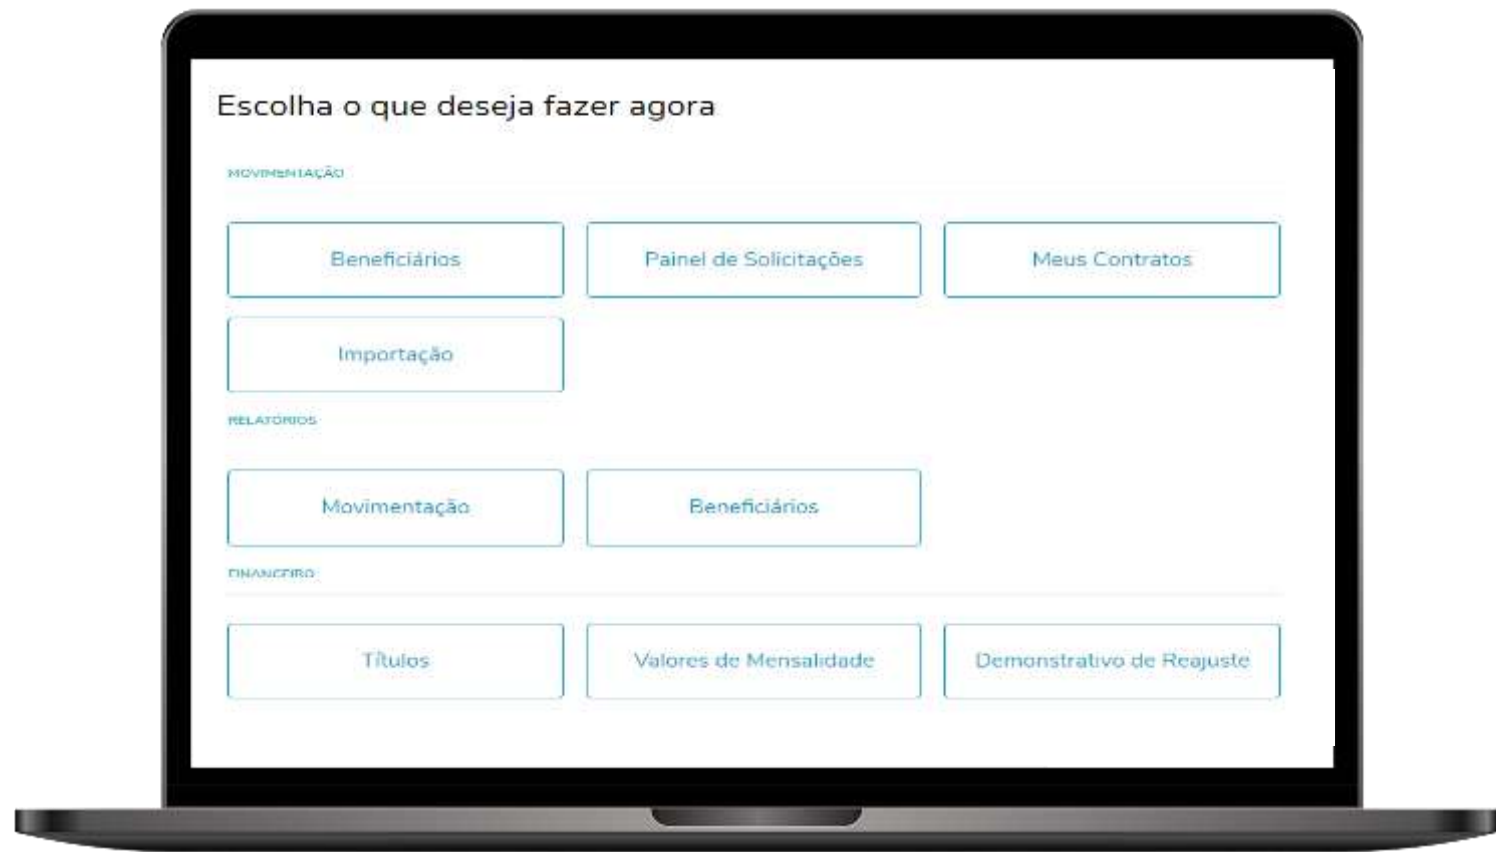 Escolha o que deseja fazer agora
MOVIMENTAÇÃO
Beneficiários Painel de Solicitações Meus Contratos
Importação
RELATÓRIOS
Movimentação Beneficiários
FINANCEIRO
Títulos Valores de Mensalidade Demonstrativo de Reajuste